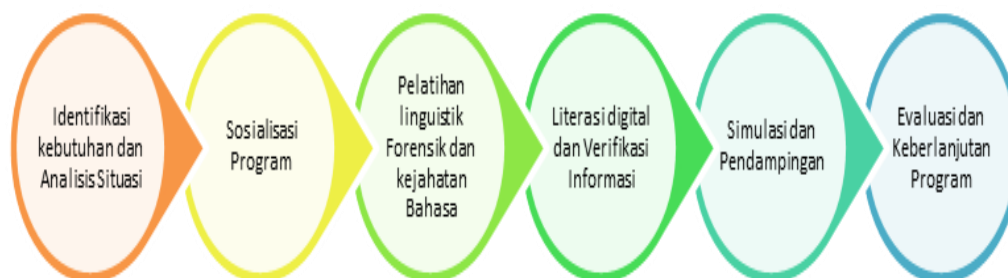 Identifikasi
kebutuhan dan
Analisis Situasi
Sosialisasi
Program
Pelatihan
linguistik
Forensik dan
kejahatan
Bahasa
Literasi digital
dan Verifikasi
Informasi
Simulasi dan
Pendampingan
Evaluasi dan
Keberlanjutan
Program